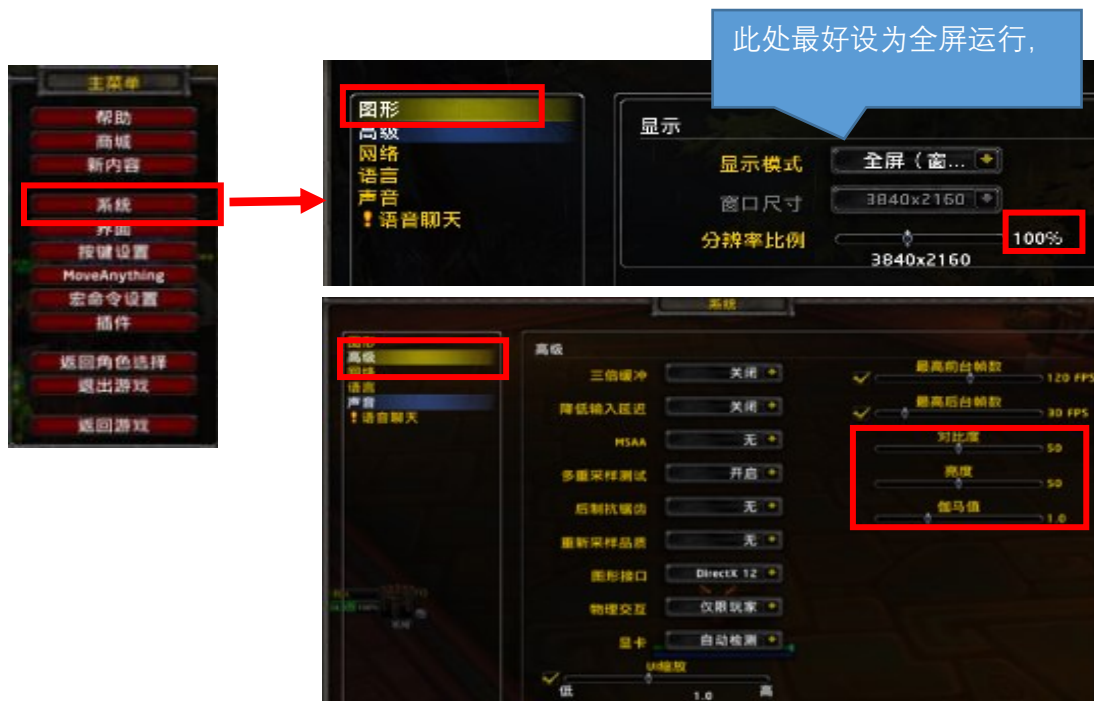 此处最好设为全屏运行,
主菜单
帮助
商城
新内容
系统
界面
按键设置
MoveAnything
宏命令设置
插件
返回角色选择
退出游戏
返回游戏
图形
高级
网络
语言
声音
!语音聊天
显示
显示模式 全屏（窗...
窗口尺寸 3840x2160
分辨率比例 100%
3840x2160
系统
图形
高级
网络
语言
声音
!语音聊天
高级
三倍缓冲 关闭
降低输入延迟 关闭
MSAA 无
多重采样测试 开启
后制抗锯齿 无
重新采样品质 无
图形接口 DirectX 12
物理交互 仅限玩家
显卡 自动检测
UI缩放
低 1.0 高
最高前台帧数
120 FPS
最高后台帧数
30 FPS
对比度
50
亮度
50
伽马值
1.0